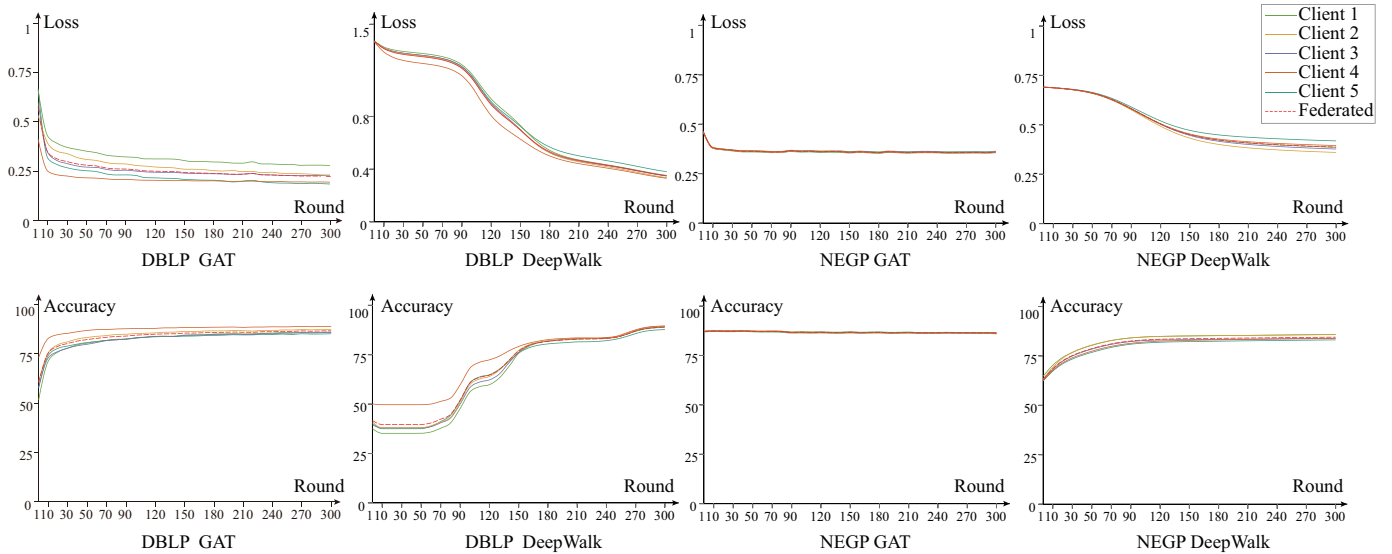 Loss
1
0.75
0.5
0.25
0
Round
1 10 30 50 70 90 120 150 180 210 240 270 300
DBLP GAT
Loss
1.5
0.8
0.4
0
Round
1 10 30 50 70 90 120 150 180 210 240 270 300
DBLP DeepWalk
Loss
1
0.75
0.5
0.25
0
Round
1 10 30 50 70 90 120 150 180 210 240 270 300
NEGP GAT
Loss
1
0.75
0.5
0.25
0
Round
1 10 30 50 70 90 120 150 180 210 240 270 300
NEGP DeepWalk
Client 1
Client 2
Client 3
Client 4
Client 5
Federated
Accuracy
100
75
50
25
0
Round
1 10 30 50 70 90 120 150 180 210 240 270 300
DBLP GAT
Accuracy
100
75
50
25
0
Round
1 10 30 50 70 90 120 150 180 210 240 270 300
DBLP DeepWalk
Accuracy
100
75
50
25
0
Round
1 10 30 50 70 90 120 150 180 210 240 270 300
NEGP GAT
Accuracy
100
75
50
25
0
Round
1 10 30 50 70 90 120 150 180 210 240 270 300
NEGP DeepWalk